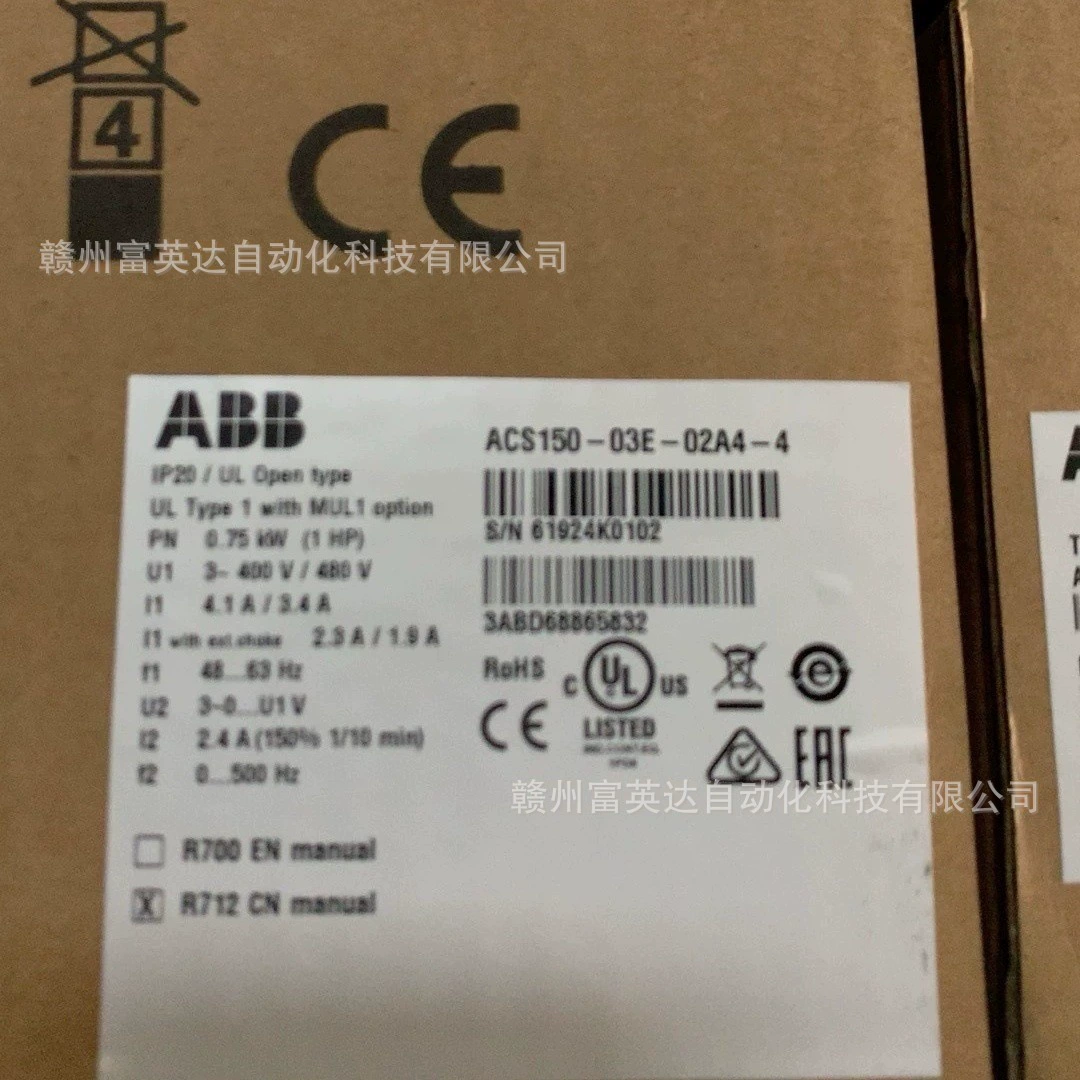 4
CE
赣州富英达自动化科技有限公司
ABB
IP20 / UL Open type
UL Type 1 with MUL1 option
PN 0.75 kW (1 HP)
U1 3~ 400 V / 480 V
I1 4.1 A / 3.4 A
I1 with ext.choke 2.3 A / 1.9 A
f1 48...63 Hz
U2 3~0...U1 V
I2 2.4 A (150% 1/10 min)
f2 0...500 Hz
ACS150-03E-02A4-4
S/N 61924K0102
3ABD68865832
RoHS
C UL US
LISTED
CE
EAC
赣州富英达自动化科技有限公司
R700 EN manual
X R712 CN manual